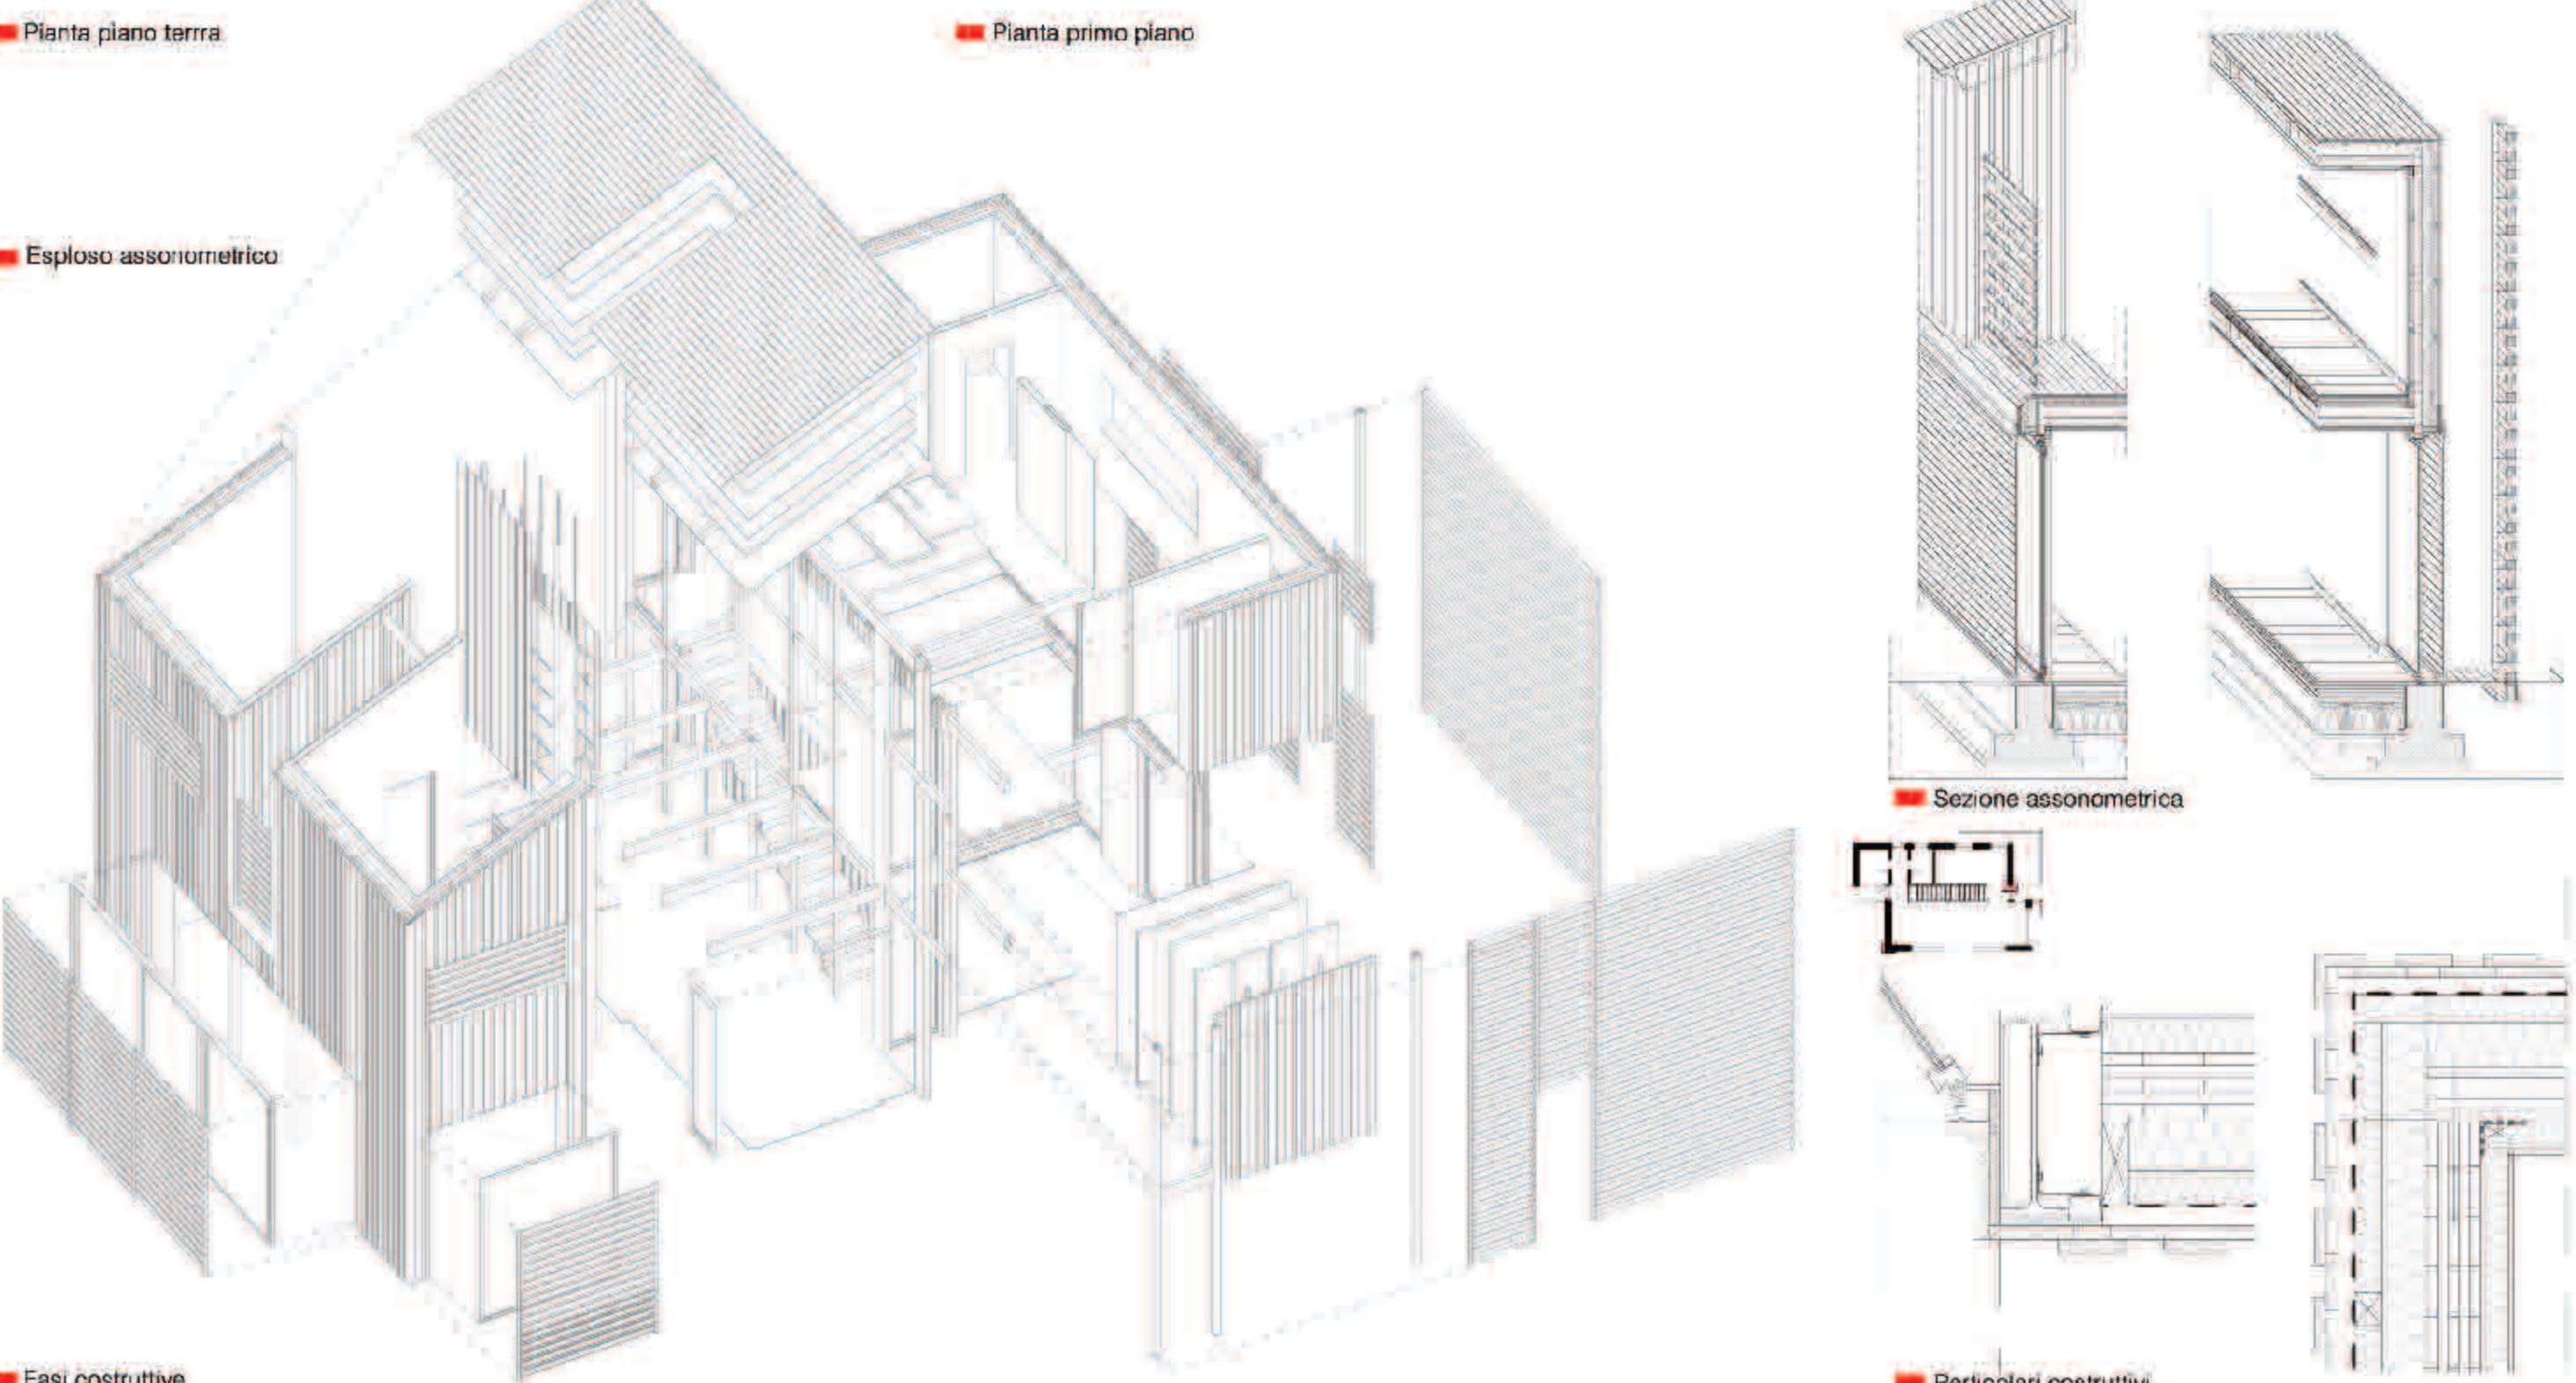 Pianta piano terrra
Pianta primo piano
Esploso assonometrico
Sezione assonometrica
Fasi costruttive
Particolari costruttivi